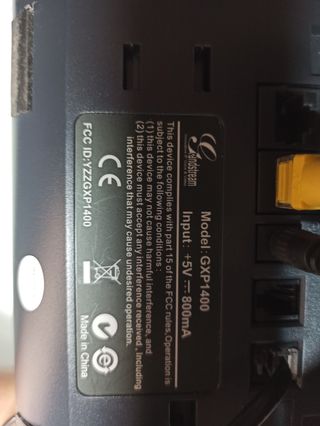 Grandstream
Model: GXP1400
Input: +5V ⎓ 800mA
This device complies with part 15 of the FCC rules,Operation is
subject to the following conditions :
(1) this device may not cause harmful interference, and
(2) this device must accept any interference received , Including
interference that may cause undesired operation.
FCC ID:YZZGXP1400
CE
Made in China